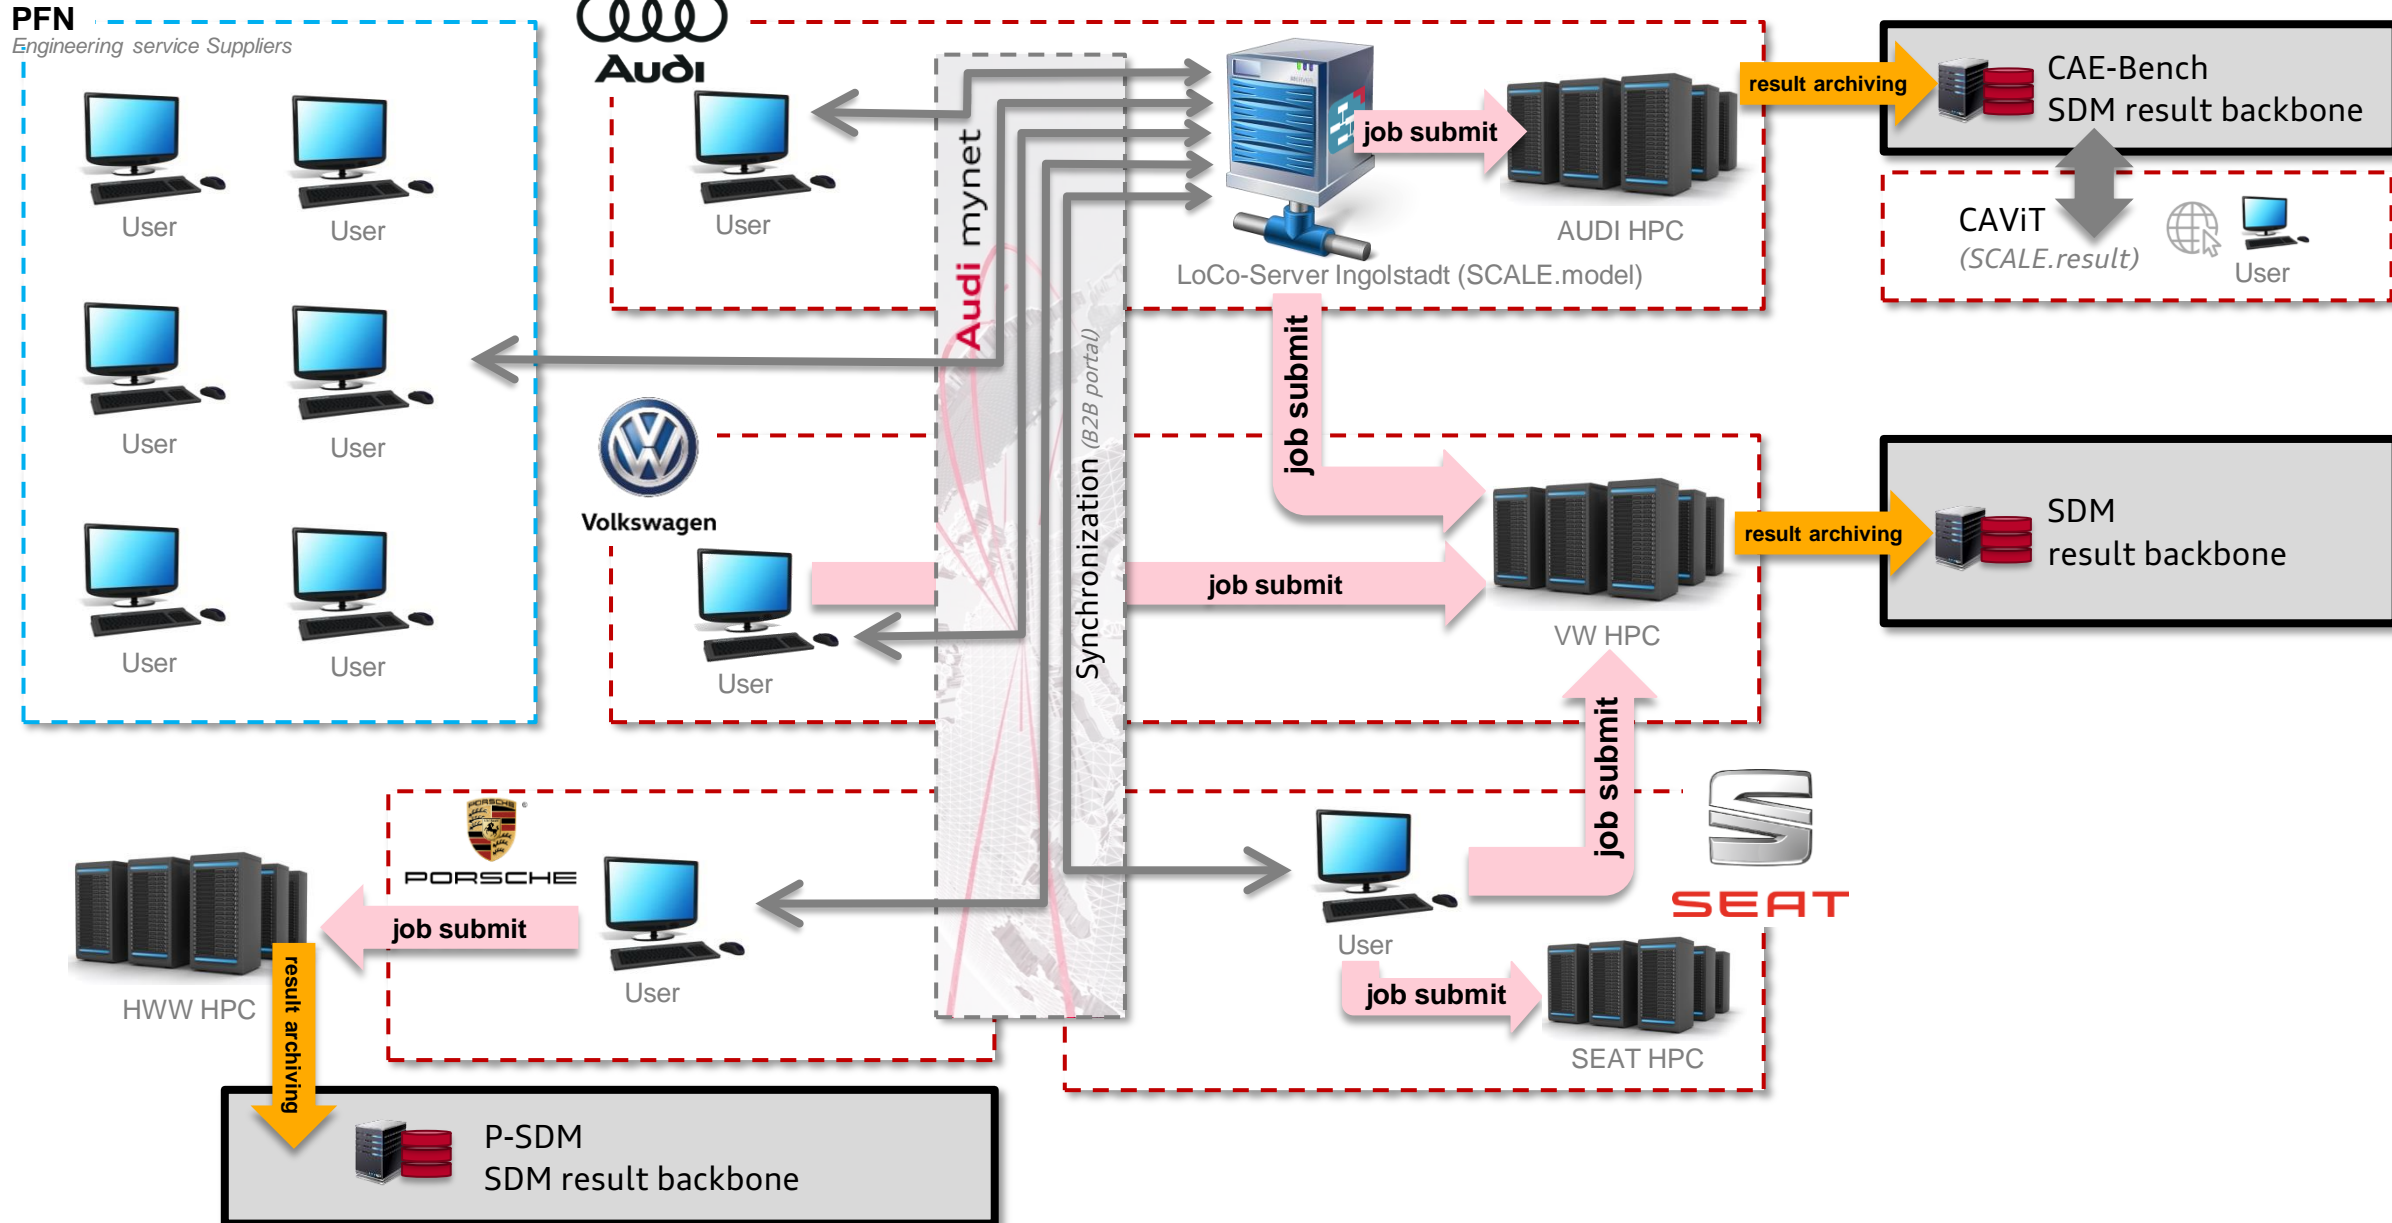 PFN
Engineering service Suppliers
User
User
User
User
User
User
Audi
User
Audi mynet
Synchronization (B2B portal)
job submit
AUDI HPC
LoCo-Server Ingolstadt (SCALE.model)
result archiving
CAE-Bench
SDM result backbone
CAViT
(SCALE.result)
User
job submit
Volkswagen
User
job submit
VW HPC
result archiving
SDM
result backbone
job submit
PORSCHE
PORSCHE
job submit
User
HWW HPC
result archiving
P-SDM
SDM result backbone
User
job submit
SEAT HPC
SEAT